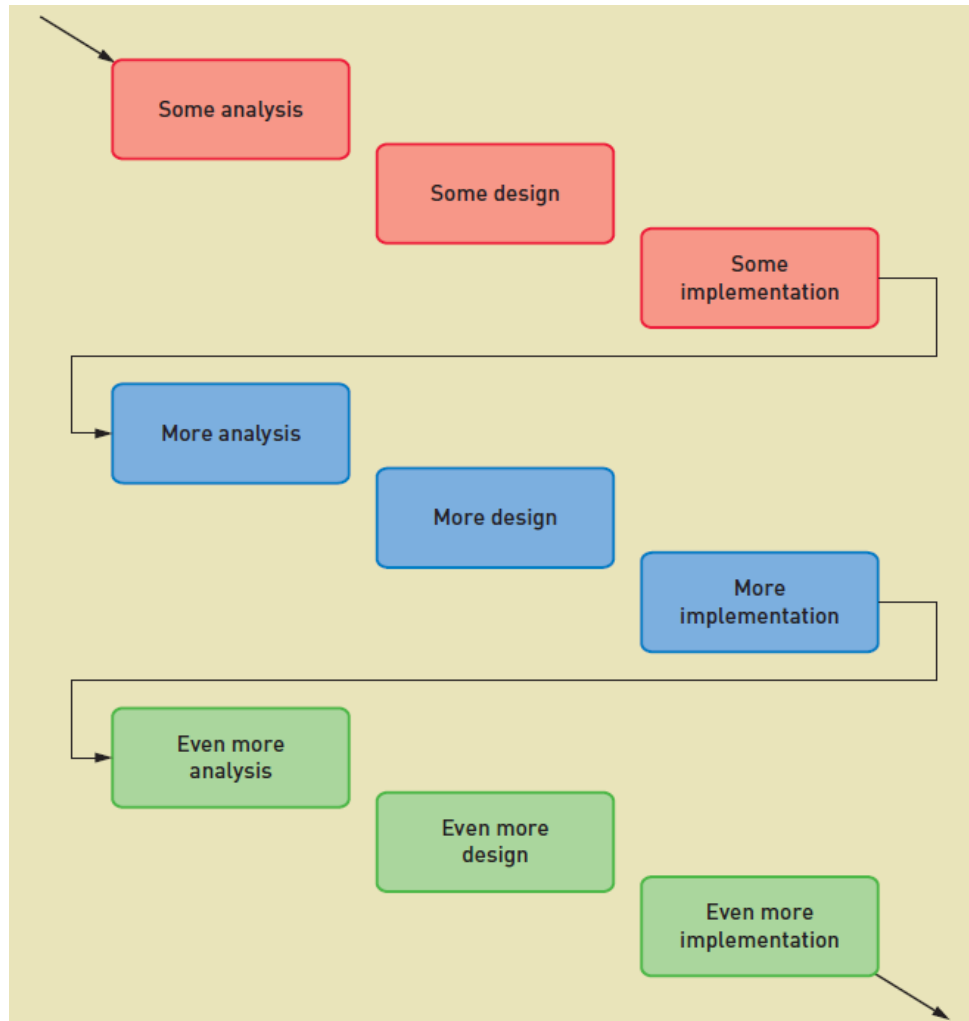 Some analysis
Some design
Some
implementation
More analysis
More design
More
implementation
Even more
analysis
Even more
design
Even more
implementation